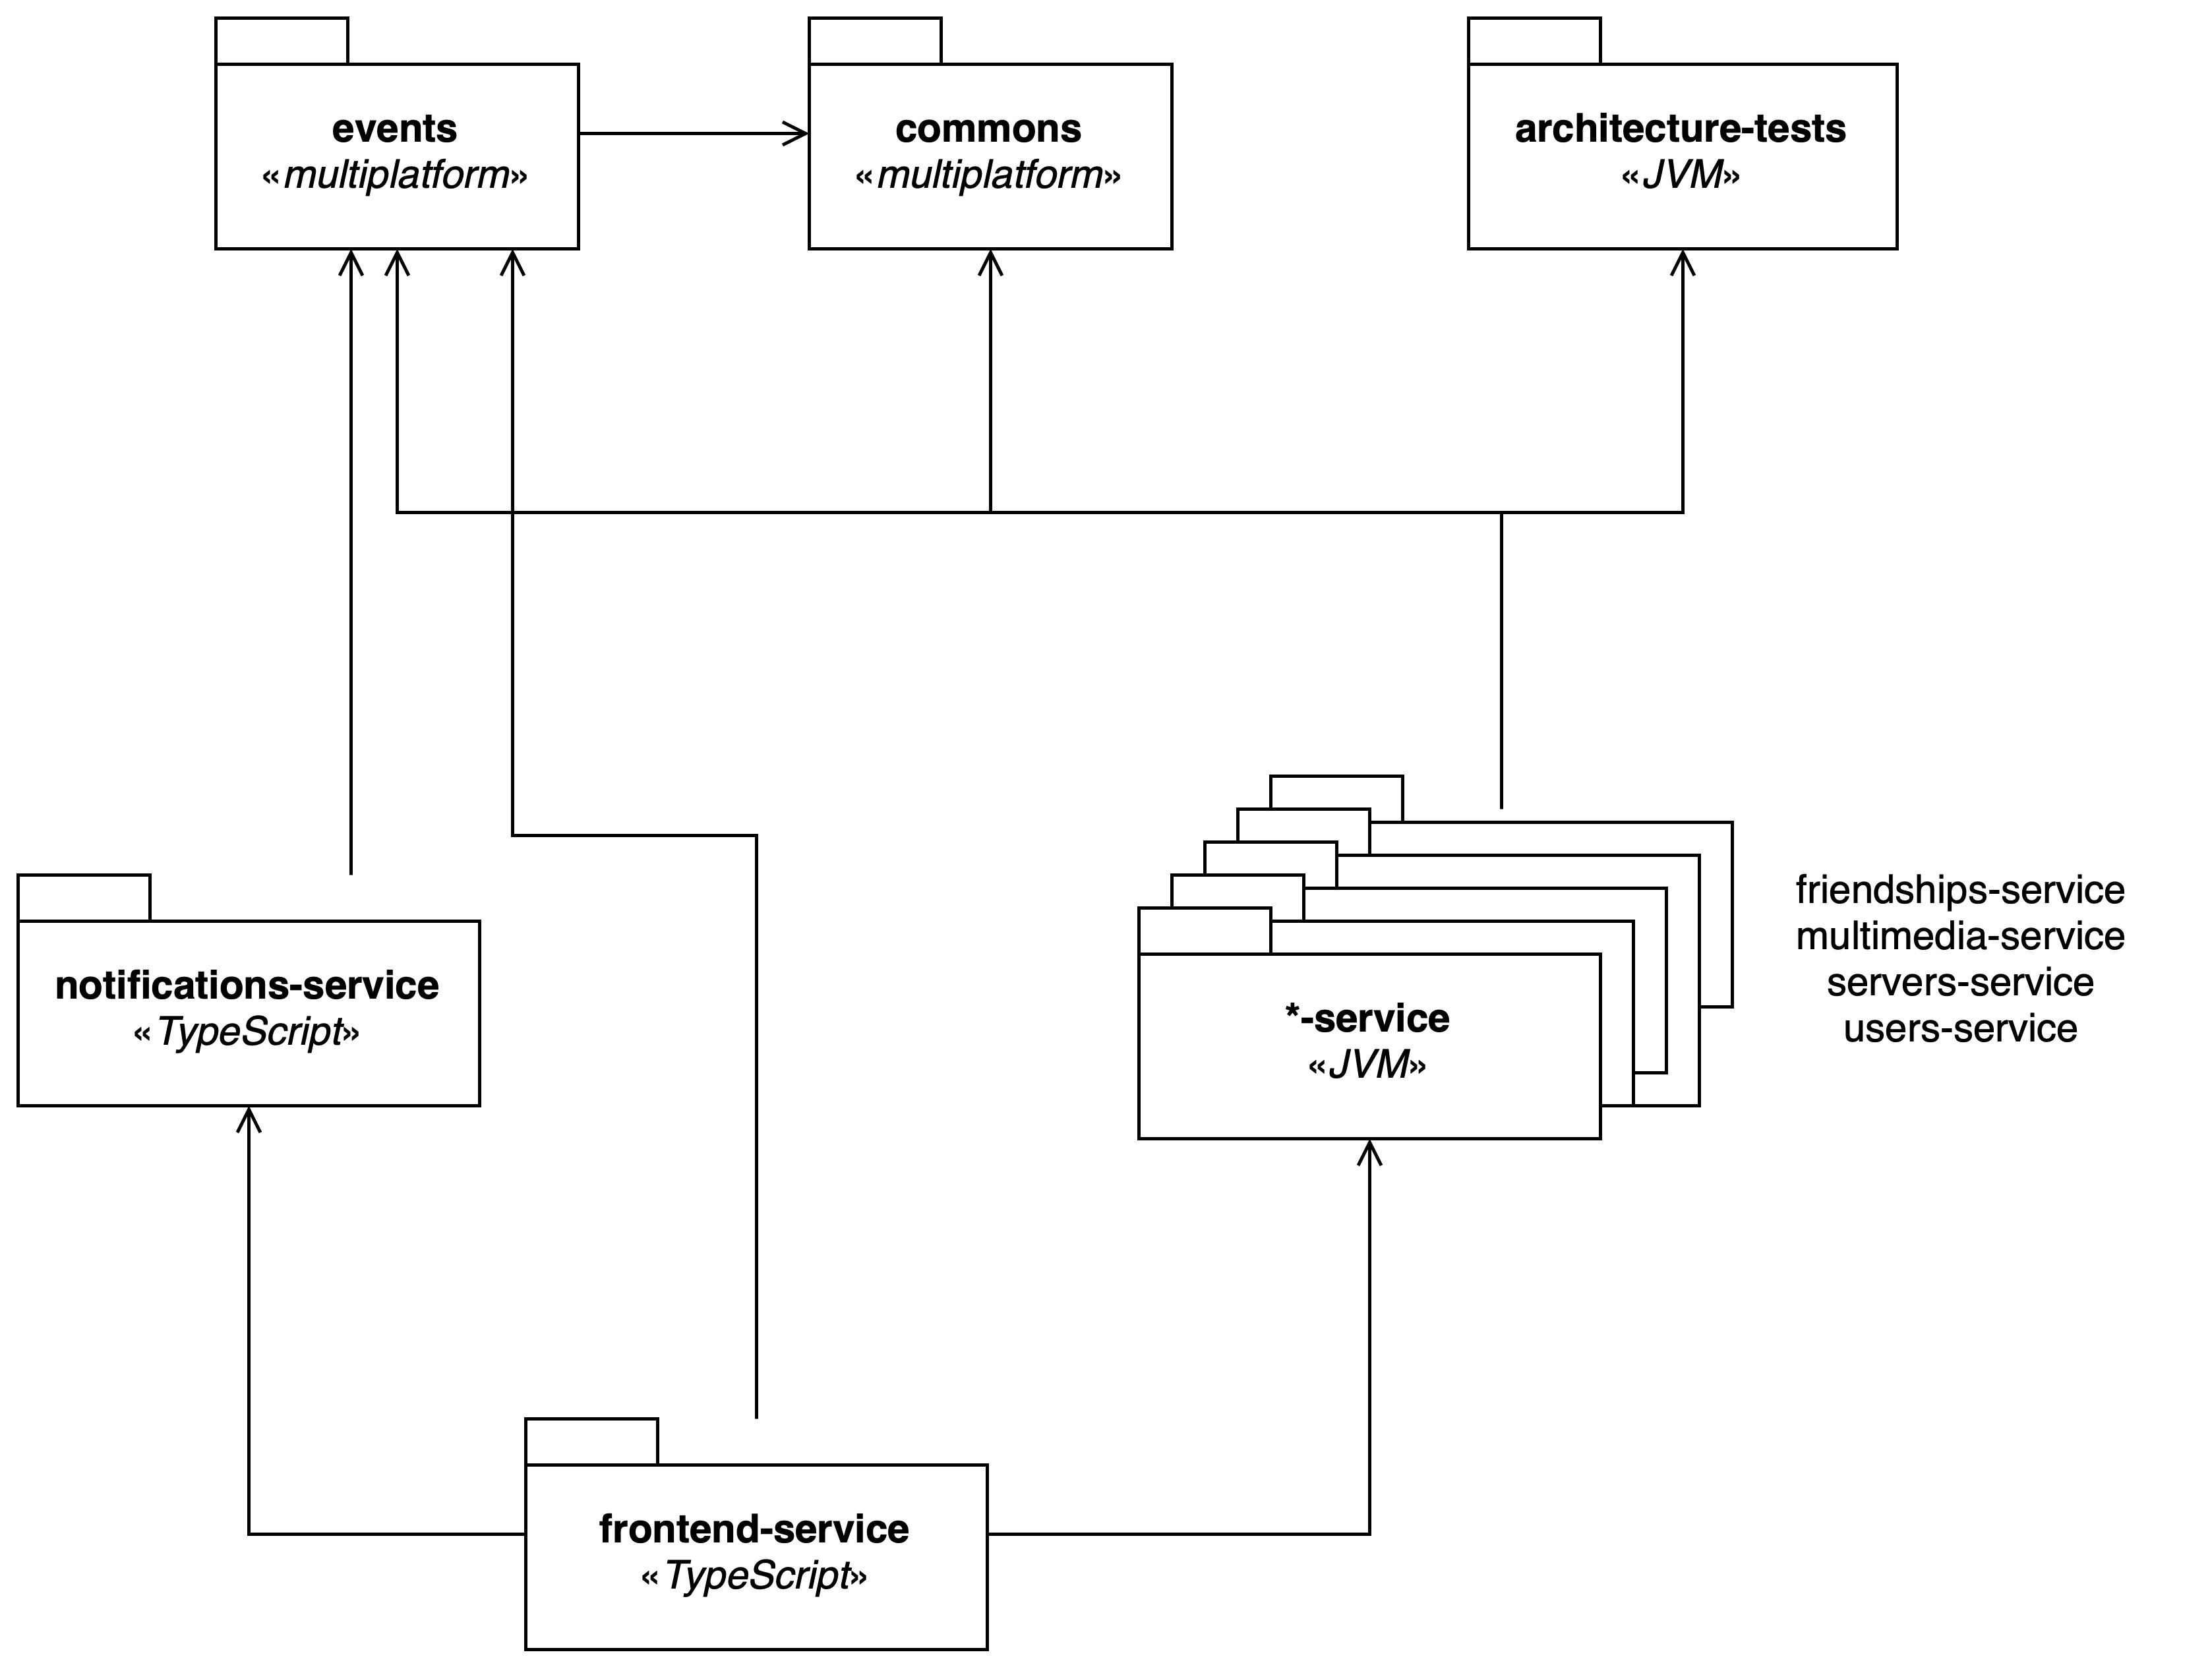 events
«multiplatform»
commons
«multiplatform»
architecture-tests
«JVM»
notifications-service
«TypeScript»
*-service
«JVM»
friendships-service
multimedia-service
servers-service
users-service
frontend-service
«TypeScript»